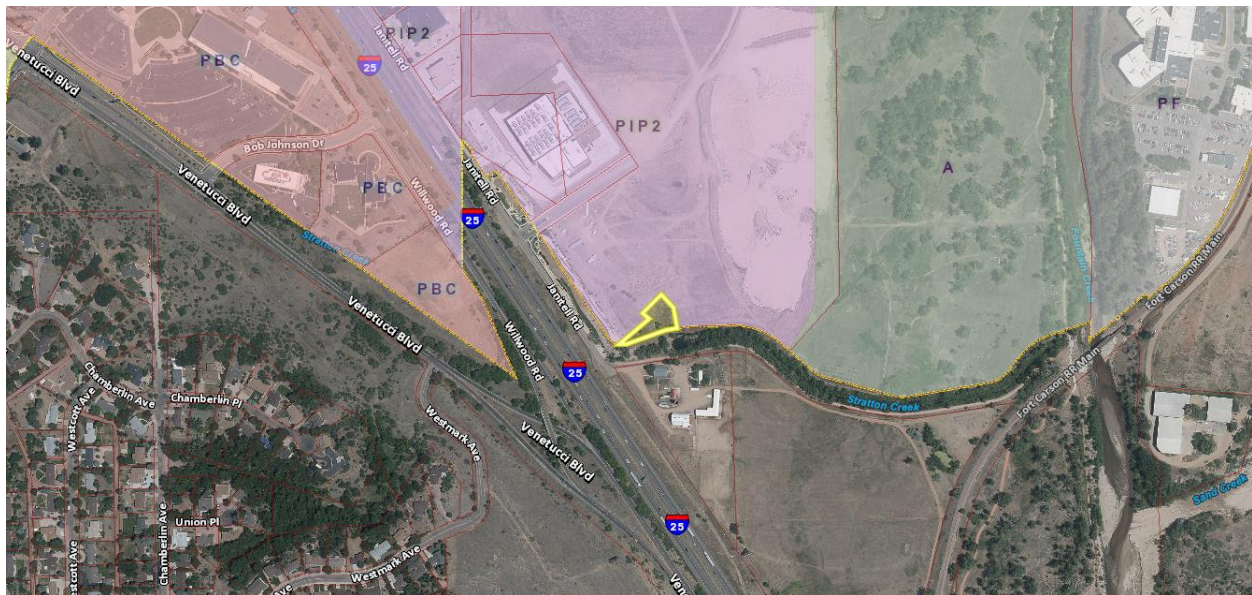 Venetucci Blvd
PBC
Janitell Rd
PIP2
25
PF
PIP2
Bob Johnson Dr
Venetucci Blvd
PBC
Willwood Rd
Janitell Rd
A
25
Stratton Creek
Fountain Creek
Fort Carson RR Main
PBC
Janitell Rd
Venetucci Blvd
Willwood Rd
25
Fort Carson RR Main
Chamberlin Ave
Chamberlin Pl
Westcott Ave
Stratton Creek
Westmark Ave
Venetucci Blvd
Sand Creek
Union Pl
25
Chamberlin Ave
Westmark Ave